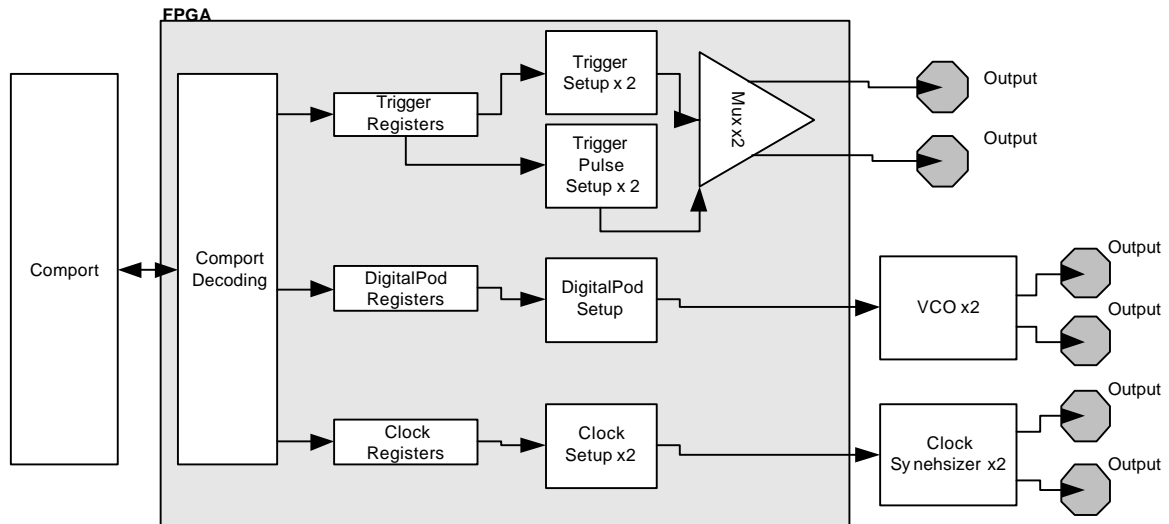 FPGA
Comport
Comport
Decoding
Trigger
Registers
Trigger
Setup x 2
Trigger
Pulse
Setup x 2
Mux x2
Output
Output
DigitalPod
Registers
DigitalPod
Setup
VCO x2
Output
Output
Clock
Registers
Clock
Setup x2
Clock
Synehsizer x2
Output
Output